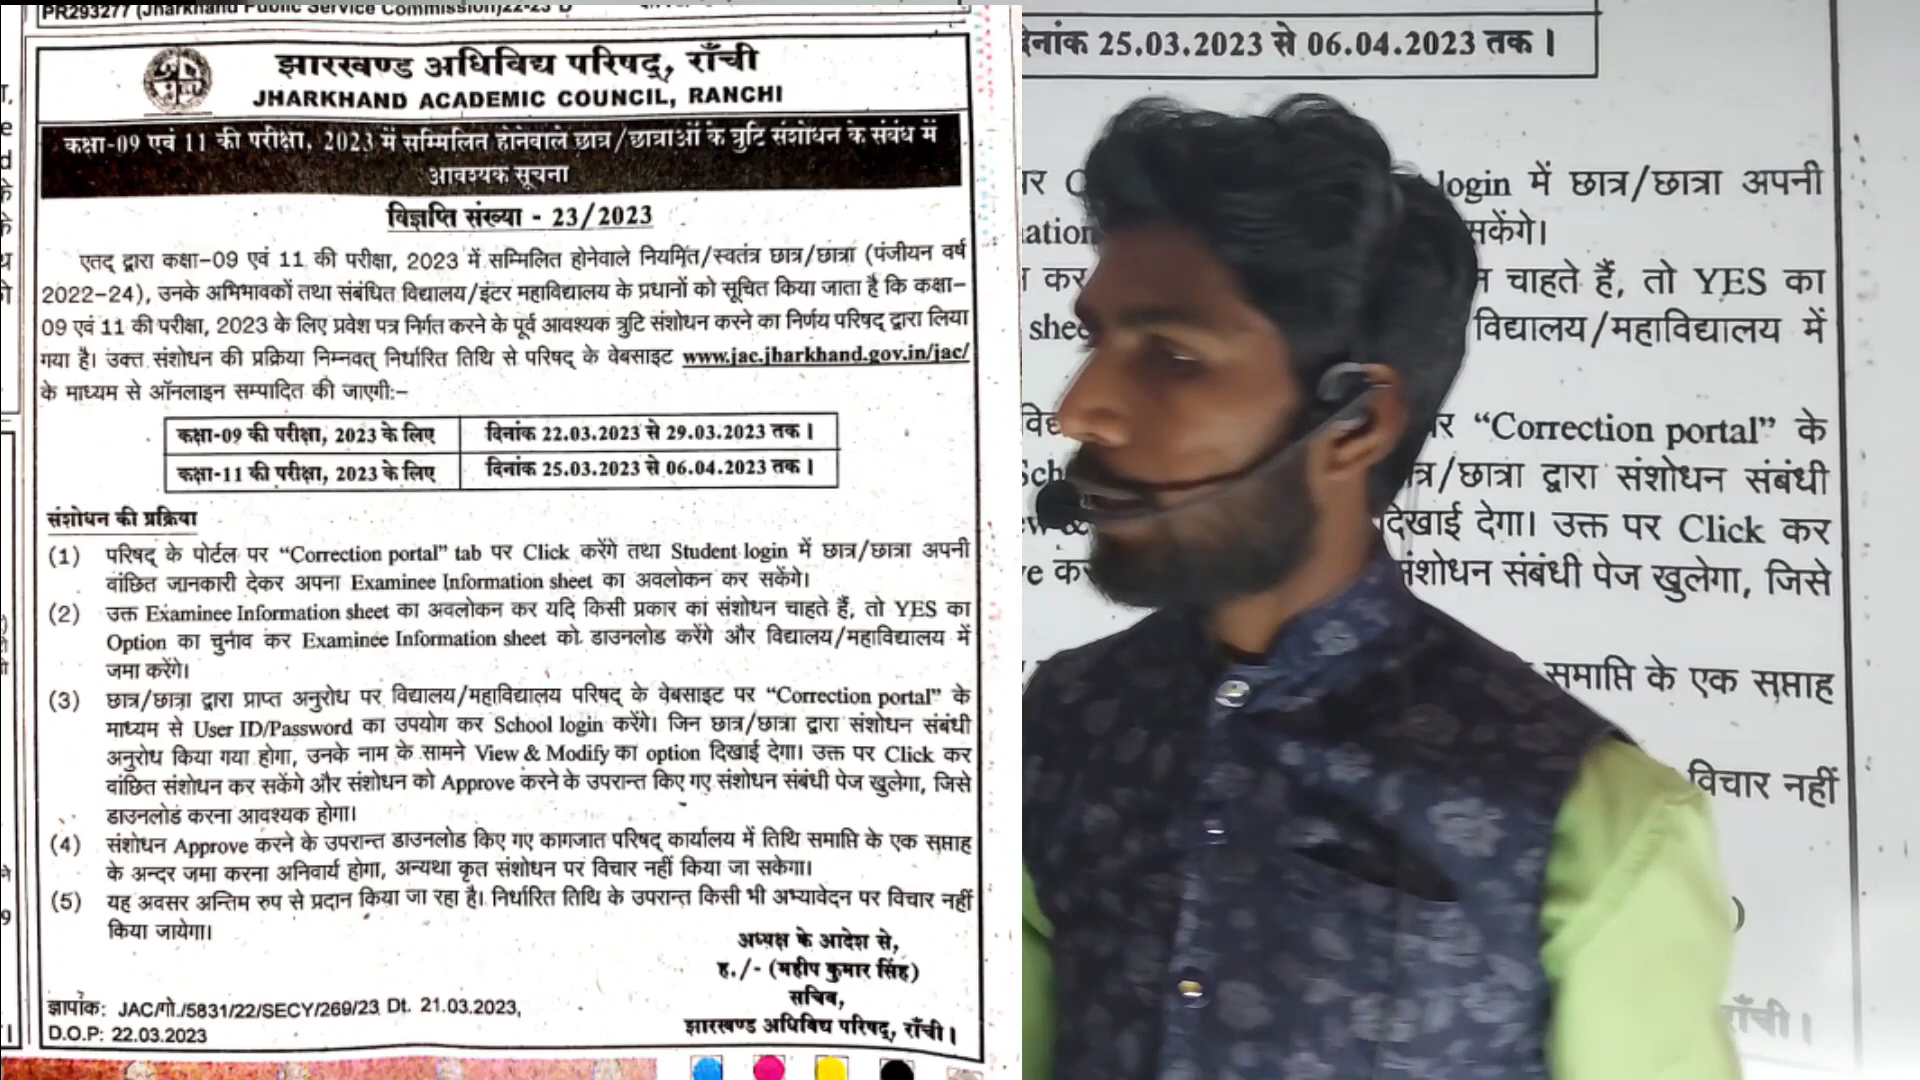 PR293277 (Jharkhand Public Service Commission)22-23 D
झारखण्ड अधिविद्य परिषद्, राँची
JHARKHAND ACADEMIC COUNCIL, RANCHI
कक्षा-09 एवं 11 की परीक्षा, 2023 में सम्मिलित होनेवाले छात्र/छात्राओं के त्रुटि संशोधन के संबंध में
आवश्यक सूचना
विज्ञप्ति संख्या - 23/2023
एतद् द्वारा कक्षा-09 एवं 11 की परीक्षा, 2023 में सम्मिलित होनेवाले नियमित/स्वतंत्र छात्र/छात्रा (पंजीयन वर्ष
2022-24), उनके अभिभावकों तथा संबंधित विद्यालय/इंटर महाविद्यालय के प्रधानों को सूचित किया जाता है कि कक्षा-
09 एवं 11 की परीक्षा, 2023 के लिए प्रवेश पत्र निर्गत करने के पूर्व आवश्यक त्रुटि संशोधन करने का निर्णय परिषद् द्वारा लिया
गया है। उक्त संशोधन की प्रक्रिया निम्नवत् निर्धारित तिथि से परिषद् के वेबसाइट www.jac.jharkhand.gov.in/jac/
के माध्यम से ऑनलाइन सम्पादित की जाएगी:-
कक्षा-09 की परीक्षा, 2023 के लिए दिनांक 22.03.2023 से 29.03.2023 तक।
कक्षा-11 की परीक्षा, 2023 के लिए दिनांक 25.03.2023 से 06.04.2023 तक।
संशोधन की प्रक्रिया
(1) परिषद् के पोर्टल पर “Correction portal” tab पर Click करेंगे तथा Student login में छात्र/छात्रा अपनी
वांछित जानकारी देकर अपना Examinee Information sheet का अवलोकन कर सकेंगे।
(2) उक्त Examinee Information sheet का अवलोकन कर यदि किसी प्रकार का संशोधन चाहते हैं, तो YES का
Option का चुनाव कर Examinee Information sheet को डाउनलोड करेंगे और विद्यालय/महाविद्यालय में
जमा करेंगे।
(3) छात्र/छात्रा द्वारा प्राप्त अनुरोध पर विद्यालय/महाविद्यालय परिषद् के वेबसाइट पर “Correction portal” के
माध्यम से User ID/Password का उपयोग कर School login करेंगे। जिन छात्र/छात्रा द्वारा संशोधन संबंधी
अनुरोध किया गया होगा, उनके नाम के सामने View & Modify का option दिखाई देगा। उक्त पर Click कर
वांछित संशोधन कर सकेंगे और संशोधन को Approve करने के उपरान्त किए गए संशोधन संबंधी पेज खुलेगा, जिसे
डाउनलोड करना आवश्यक होगा।
(4) संशोधन Approve करने के उपरान्त डाउनलोड किए गए कागजात परिषद् कार्यालय में तिथि समाप्ति के एक सप्ताह
के अन्दर जमा करना अनिवार्य होगा, अन्यथा कृत संशोधन पर विचार नहीं किया जा सकेगा।
(5) यह अवसर अन्तिम रुप से प्रदान किया जा रहा है। निर्धारित तिथि के उपरान्त किसी भी अभ्यावेदन पर विचार नहीं
किया जायेगा।
अध्यक्ष के आदेश से,
ह./- (महीप कुमार सिंह)
सचिव,
झारखण्ड अधिविद्य परिषद्, राँची।
ज्ञापांक: JAC/गो./5831/22/SECY/269/23 Dt. 21.03.2023,
D.O.P: 22.03.2023
दिनांक 25.03.2023 से 06.04.2023 तक।
login में छात्र/छात्रा अपनी
सकेंगे।
चाहते हैं, तो YES का
विद्यालय/महाविद्यालय में
“Correction portal” के
छात्र/छात्रा द्वारा संशोधन संबंधी
दिखाई देगा। उक्त पर Click कर
संशोधन संबंधी पेज खुलेगा, जिसे
समाप्ति के एक सप्ताह
विचार नहीं
राँची।